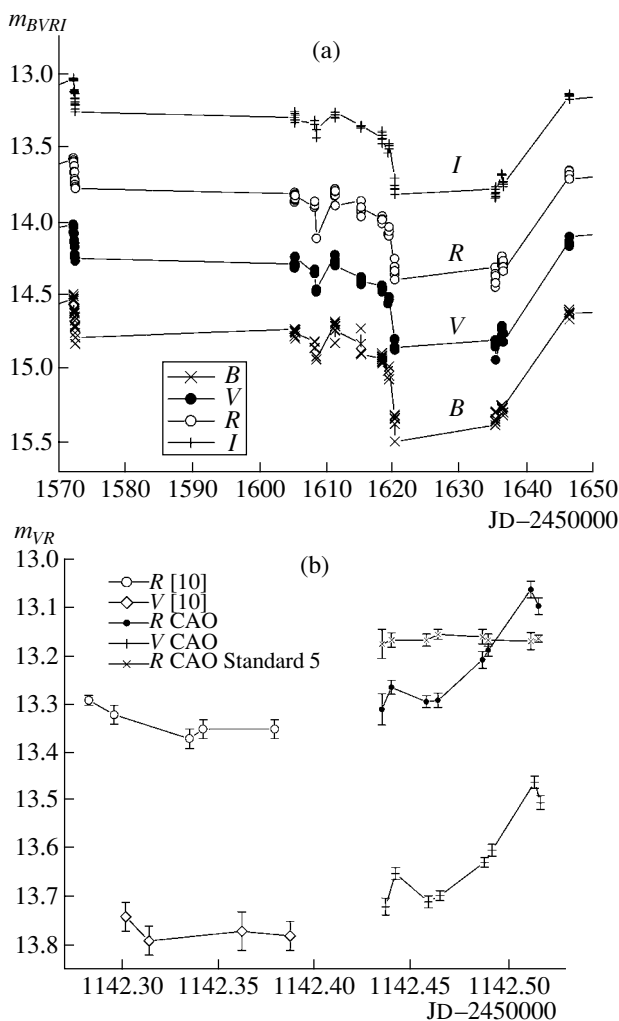 m_BVRI
(a)
13.0
13.5
14.0
14.5
15.0
15.5
I
R
V
B
B
V
R
I
1570 1580 1590 1600 1610 1620 1630 1640 1650
JD–2450000
m_VR
(b)
13.0
13.1
13.2
13.3
13.4
13.5
13.6
13.7
13.8
R [10]
V [10]
R CAO
V CAO
R CAO Standard 5
1142.30 1142.35 1142.40 1142.45 1142.50
JD–2450000